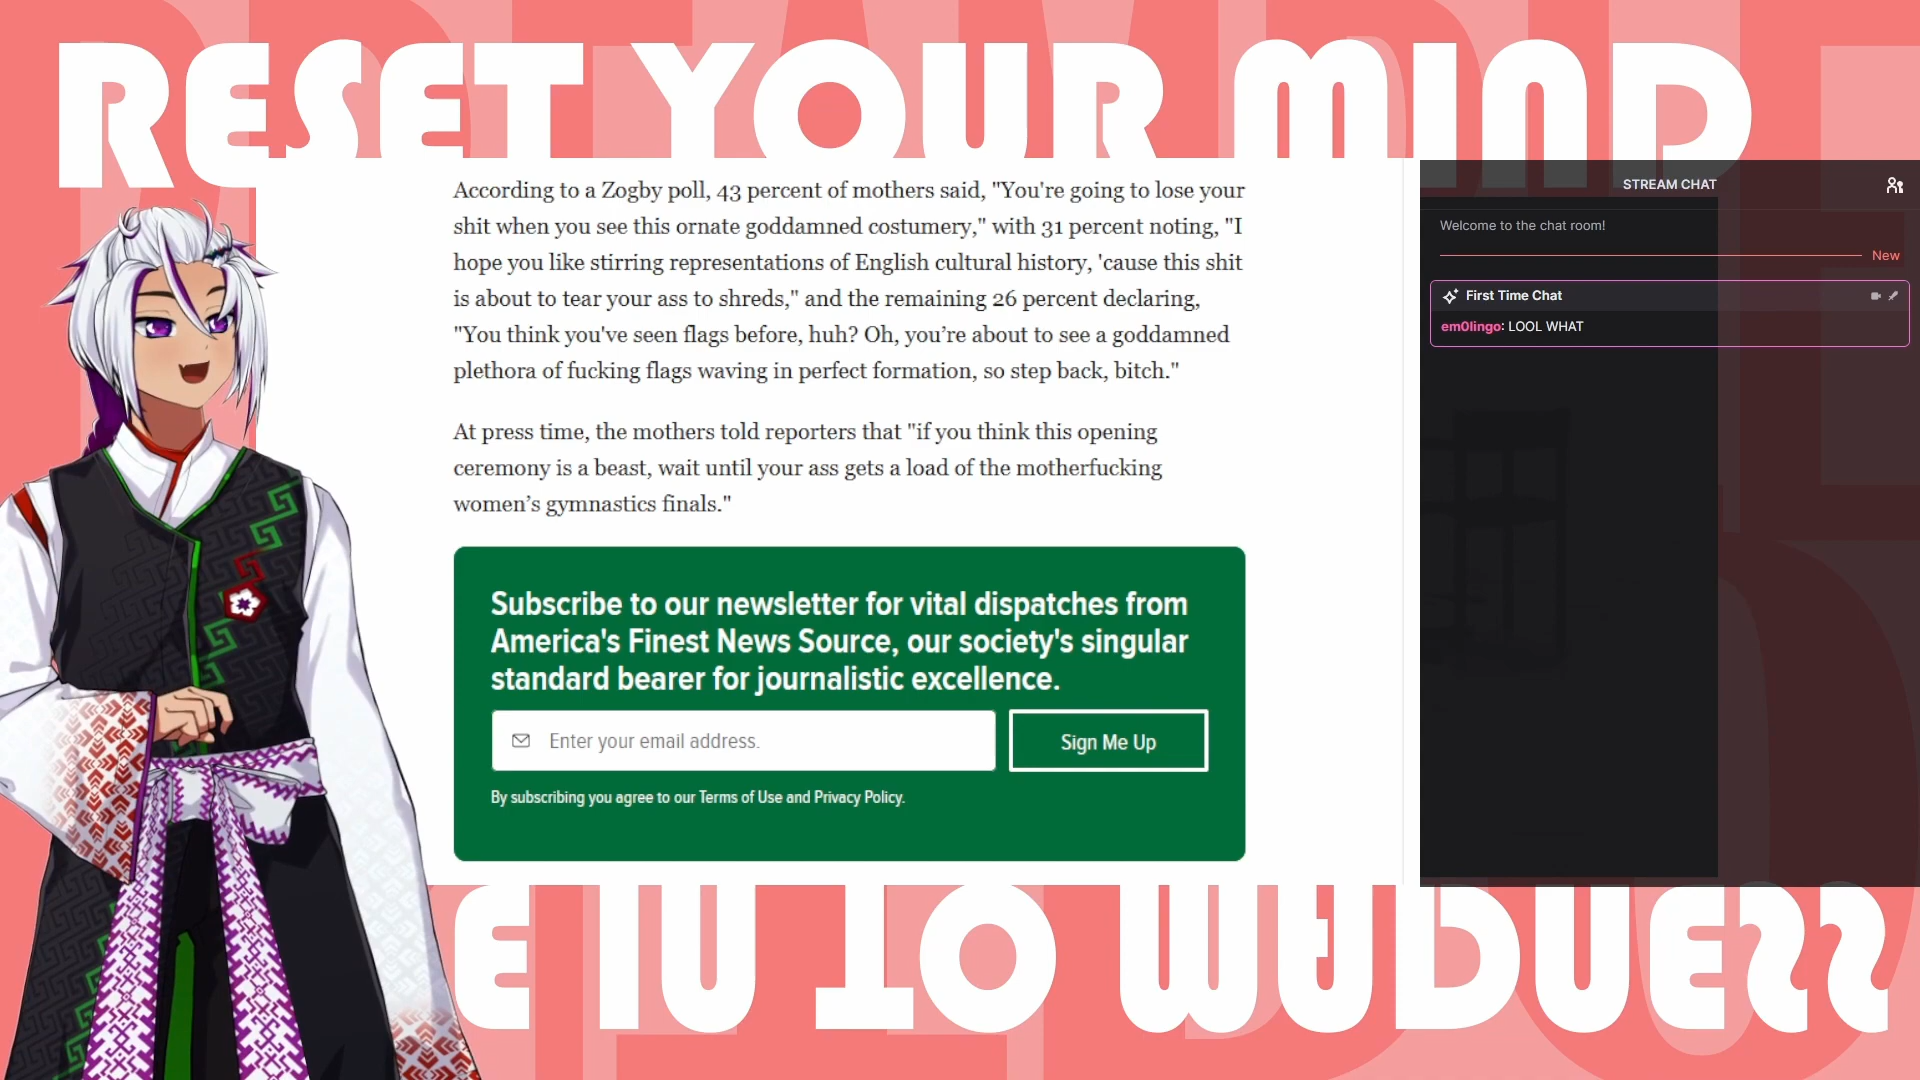 RESET YOUR MIND
According to a Zogby poll, 43 percent of mothers said, "You're going to lose your
shit when you see this ornate goddamned costumery," with 31 percent noting, "I
hope you like stirring representations of English cultural history, 'cause this shit
is about to tear your ass to shreds," and the remaining 26 percent declaring,
"You think you've seen flags before, huh? Oh, you’re about to see a goddamned
plethora of fucking flags waving in perfect formation, so step back, bitch."
At press time, the mothers told reporters that "if you think this opening
ceremony is a beast, wait until your ass gets a load of the motherfucking
women’s gymnastics finals."
Subscribe to our newsletter for vital dispatches from
America's Finest News Source, our society's singular
standard bearer for journalistic excellence.
Enter your email address.
Sign Me Up
By subscribing you agree to our Terms of Use and Privacy Policy.
STREAM CHAT
Welcome to the chat room!
New
First Time Chat
em0lingo: LOOL WHAT